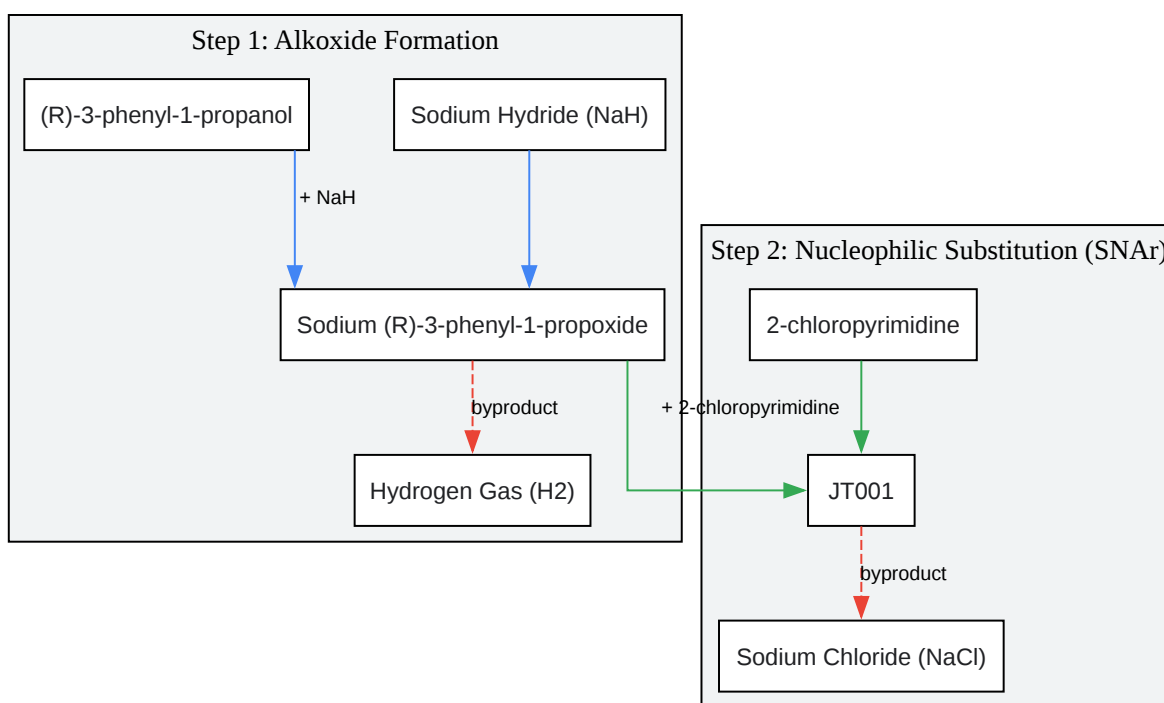 Step 1: Alkoxide Formation
(R)-3-phenyl-1-propanol
Sodium Hydride (NaH)
+ NaH
Sodium (R)-3-phenyl-1-propoxide
byproduct
Hydrogen Gas (H2)
Step 2: Nucleophilic Substitution (SNAr)
2-chloropyrimidine
+ 2-chloropyrimidine
JT001
byproduct
Sodium Chloride (NaCl)